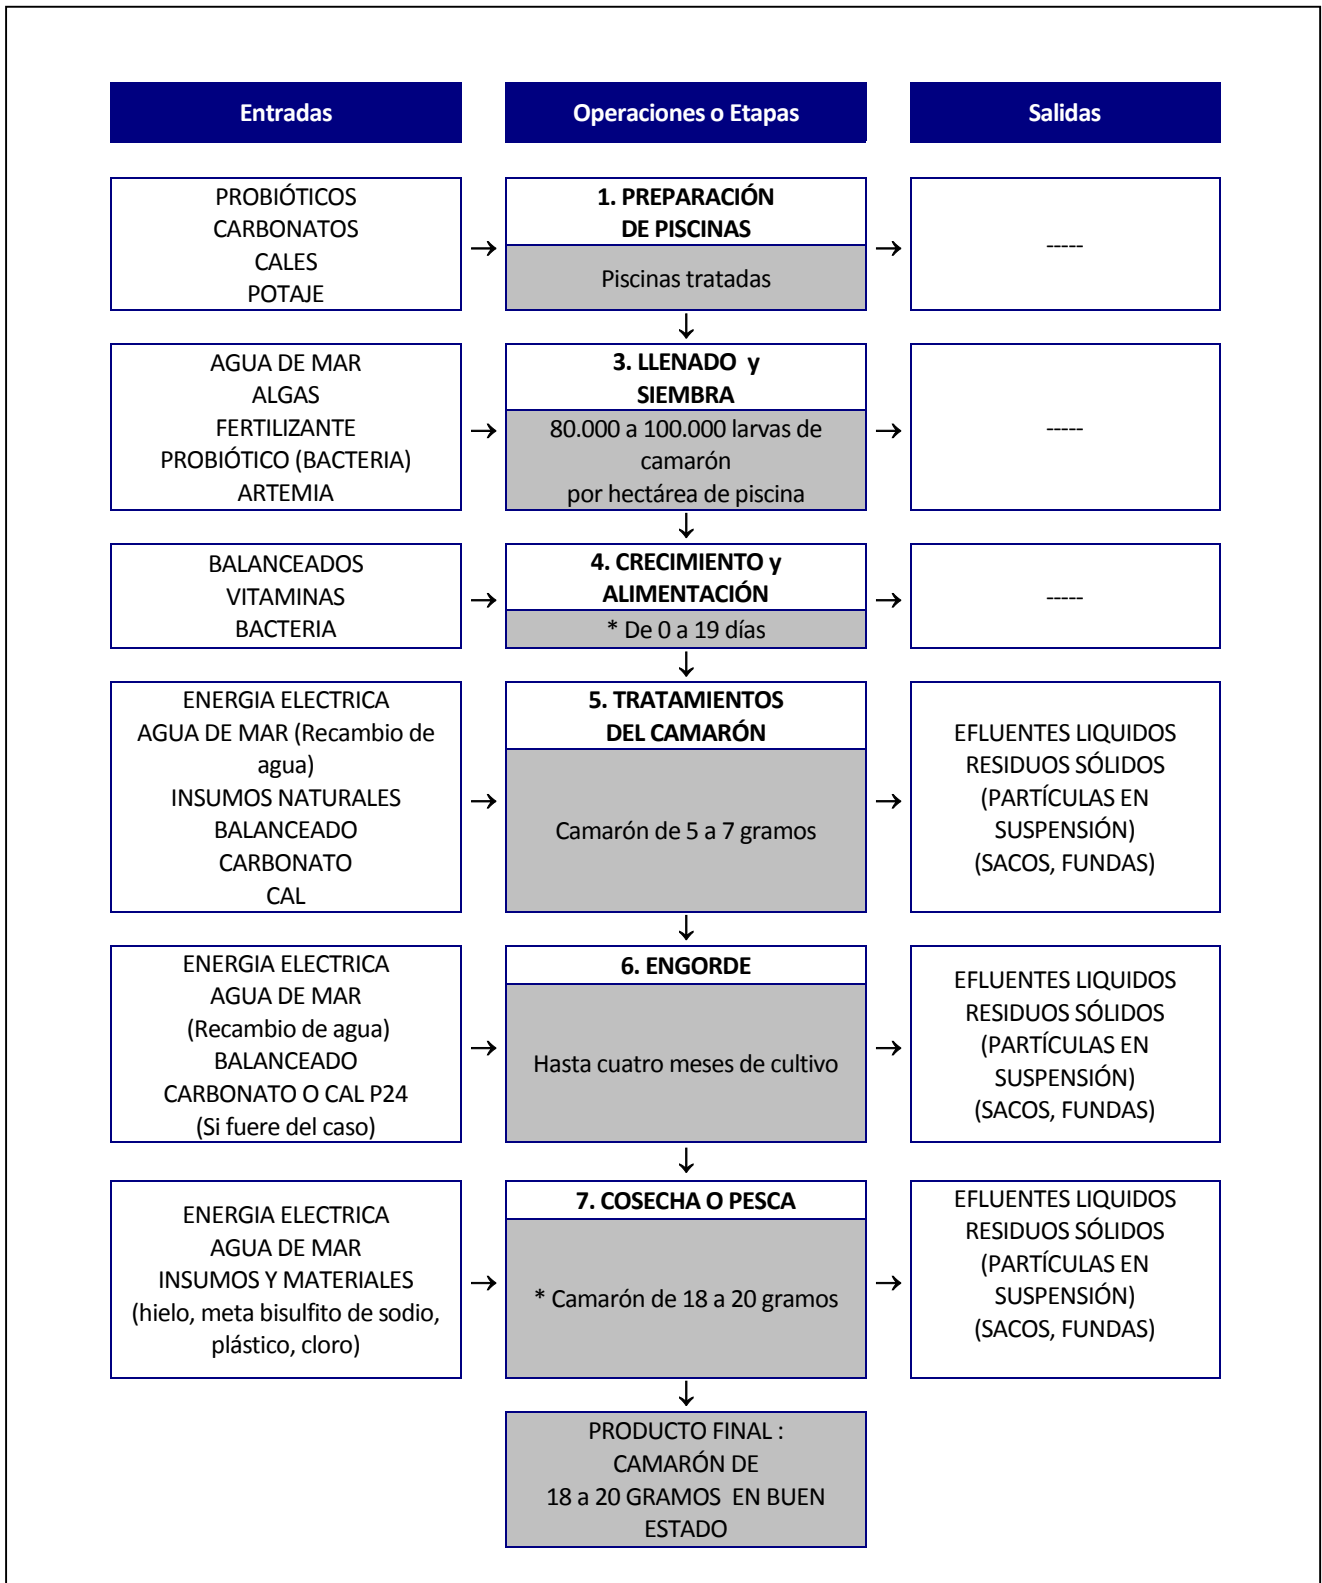 Entradas
Operaciones o Etapas
Salidas
PROBIÓTICOS
CARBONATOS
CALES
POTAJE
→
1. PREPARACIÓN
DE PISCINAS
Piscinas tratadas
→
-----
↓
AGUA DE MAR
ALGAS
FERTILIZANTE
PROBIÓTICO (BACTERIA)
ARTEMIA
→
3. LLENADO y
SIEMBRA
80.000 a 100.000 larvas de
camarón
por hectárea de piscina
→
-----
↓
BALANCEADOS
VITAMINAS
BACTERIA
→
4. CRECIMIENTO y
ALIMENTACIÓN
* De 0 a 19 días
→
-----
↓
ENERGIA ELECTRICA
AGUA DE MAR (Recambio de
agua)
INSUMOS NATURALES
BALANCEADO
CARBONATO
CAL
→
5. TRATAMIENTOS
DEL CAMARÓN
Camarón de 5 a 7 gramos
→
EFLUENTES LIQUIDOS
RESIDUOS SÓLIDOS
(PARTÍCULAS EN
SUSPENSIÓN)
(SACOS, FUNDAS)
↓
ENERGIA ELECTRICA
AGUA DE MAR
(Recambio de agua)
BALANCEADO
CARBONATO O CAL P24
(Si fuere del caso)
→
6. ENGORDE
Hasta cuatro meses de cultivo
→
EFLUENTES LIQUIDOS
RESIDUOS SÓLIDOS
(PARTÍCULAS EN
SUSPENSIÓN)
(SACOS, FUNDAS)
↓
ENERGIA ELECTRICA
AGUA DE MAR
INSUMOS Y MATERIALES
(hielo, meta bisulfito de sodio,
plástico, cloro)
→
7. COSECHA O PESCA
* Camarón de 18 a 20 gramos
→
EFLUENTES LIQUIDOS
RESIDUOS SÓLIDOS
(PARTÍCULAS EN
SUSPENSIÓN)
(SACOS, FUNDAS)
↓
PRODUCTO FINAL :
CAMARÓN DE
18 a 20 GRAMOS EN BUEN
ESTADO